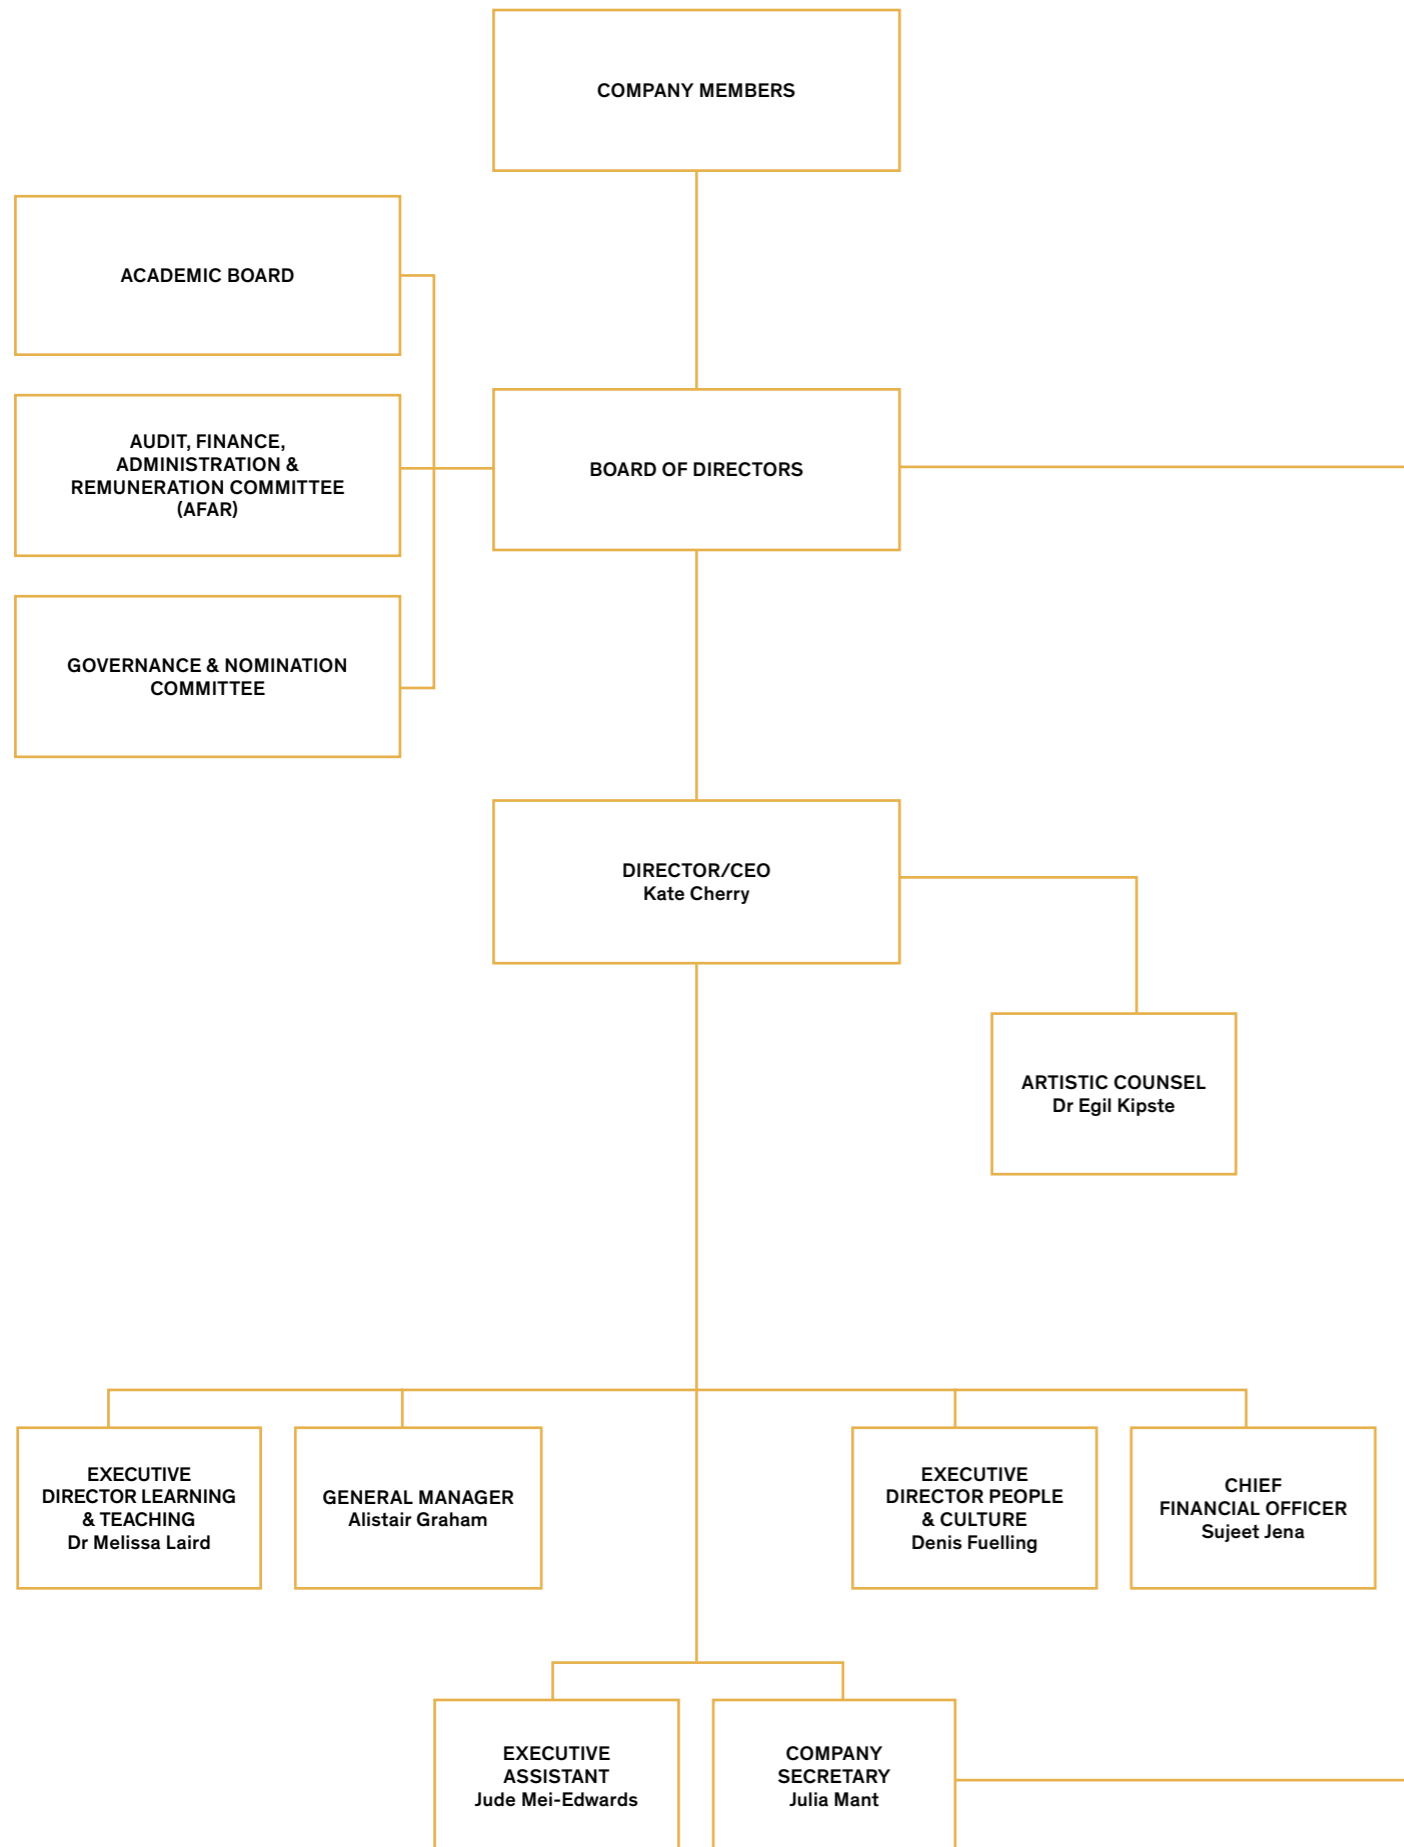 COMPANY MEMBERS
ACADEMIC BOARD
AUDIT, FINANCE,
ADMINISTRATION &
REMUNERATION COMMITTEE
(AFAR)
BOARD OF DIRECTORS
GOVERNANCE & NOMINATION
COMMITTEE
DIRECTOR/CEO
Kate Cherry
ARTISTIC COUNSEL
Dr Egil Kipste
EXECUTIVE
DIRECTOR LEARNING
& TEACHING
Dr Melissa Laird
GENERAL MANAGER
Alistair Graham
EXECUTIVE
DIRECTOR PEOPLE
& CULTURE
Denis Fuelling
CHIEF
FINANCIAL OFFICER
Sujeet Jena
EXECUTIVE
ASSISTANT
Jude Mei-Edwards
COMPANY
SECRETARY
Julia Mant